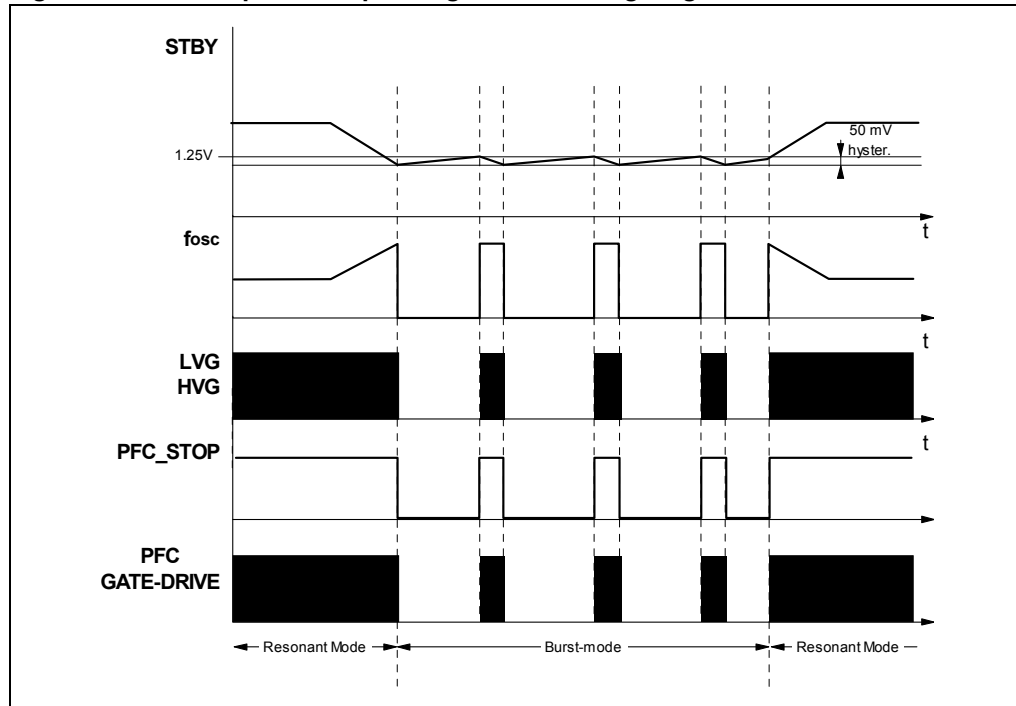 STBY
50 mV
hyster.
1.25V
t
fosc
t
LVG
HVG
t
PFC_STOP
PFC
GATE-DRIVE
Resonant Mode
Burst-mode
Resonant Mode